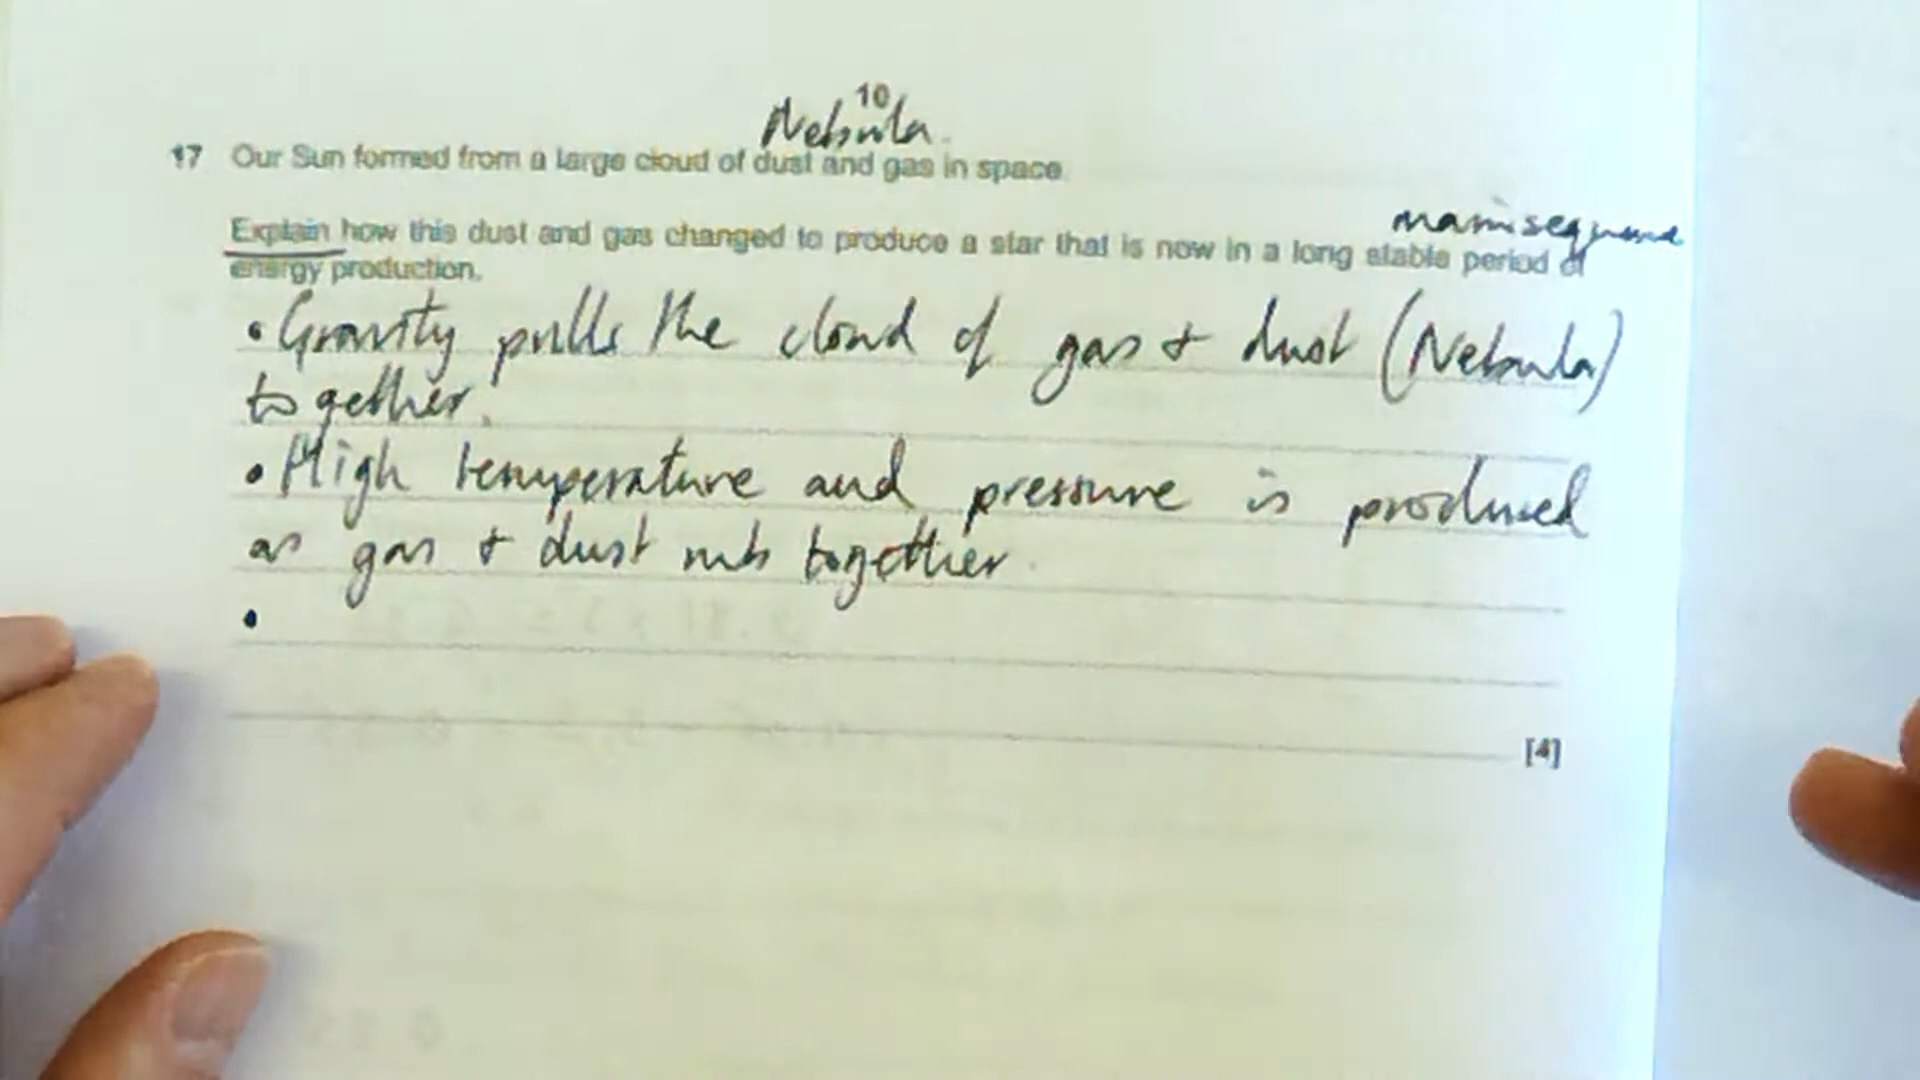 10
Nebula.
17 Our Sun formed from a large cloud of dust and gas in space.
main sequence
Explain how this dust and gas changed to produce a star that is now in a long stable period of
energy production.
• Gravity pulls the cloud of gas + dust (Nebula)
together.
• High temperature and pressure is produced
as gas + dust rub together.
•
[4]